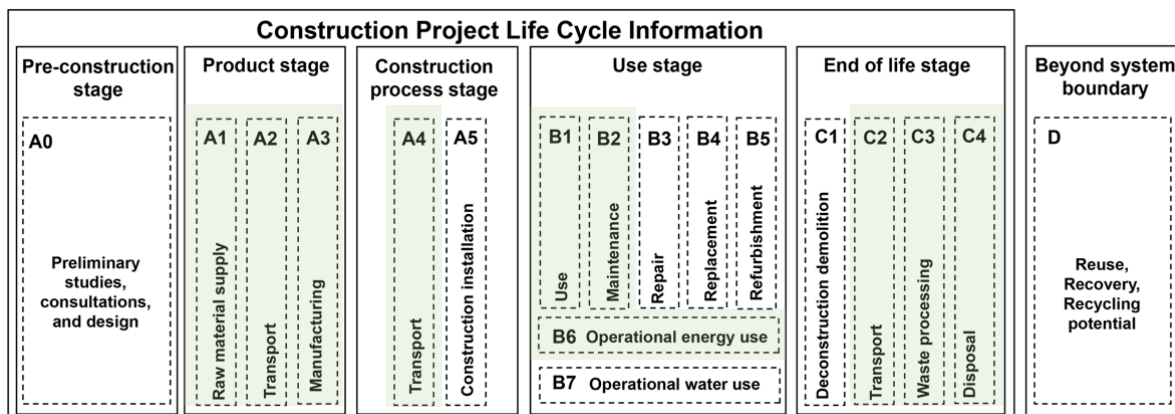 Construction Project Life Cycle Information
Pre-construction
stage
A0
Preliminary
studies,
consultations,
and design
Product stage
A1
Raw material supply
A2
Transport
A3
Manufacturing
Construction
process stage
A4
Transport
A5
Construction installation
Use stage
B1
Use
B2
Maintenance
B3
Repair
B4
Replacement
B5
Refurbishment
B6 Operational energy use
B7 Operational water use
End of life stage
C1
Deconstruction demolition
C2
Transport
C3
Waste processing
C4
Disposal
Beyond system
boundary
D
Reuse,
Recovery,
Recycling
potential